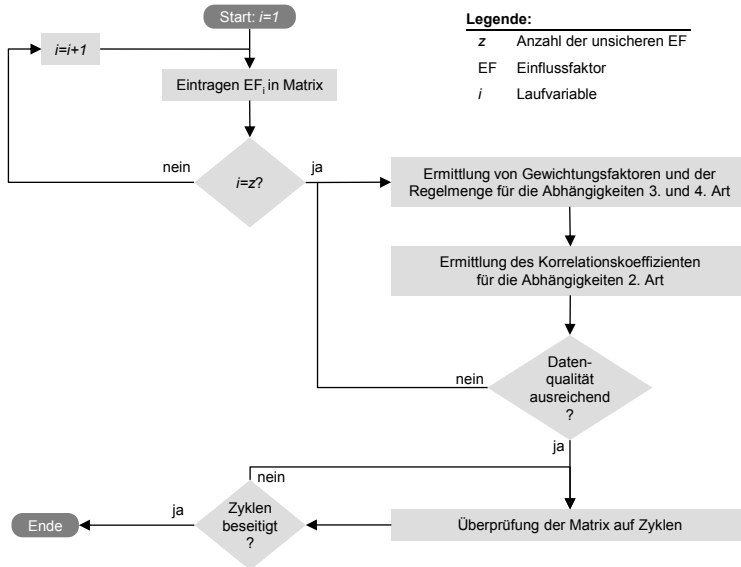 Start: i=1
i=i+1
Eintragen EFi in Matrix
nein
i=z?
ja
Legende:
z Anzahl der unsicheren EF
EF Einflussfaktor
i Laufvariable
Ermittlung von Gewichtungsfaktoren und der
Regelmenge für die Abhängigkeiten 3. und 4. Art
Ermittlung des Korrelationskoeffizienten
für die Abhängigkeiten 2. Art
nein
Daten-
qualität
ausreichend
?
ja
nein
Ende
ja
Zyklen
beseitigt
?
Überprüfung der Matrix auf Zyklen